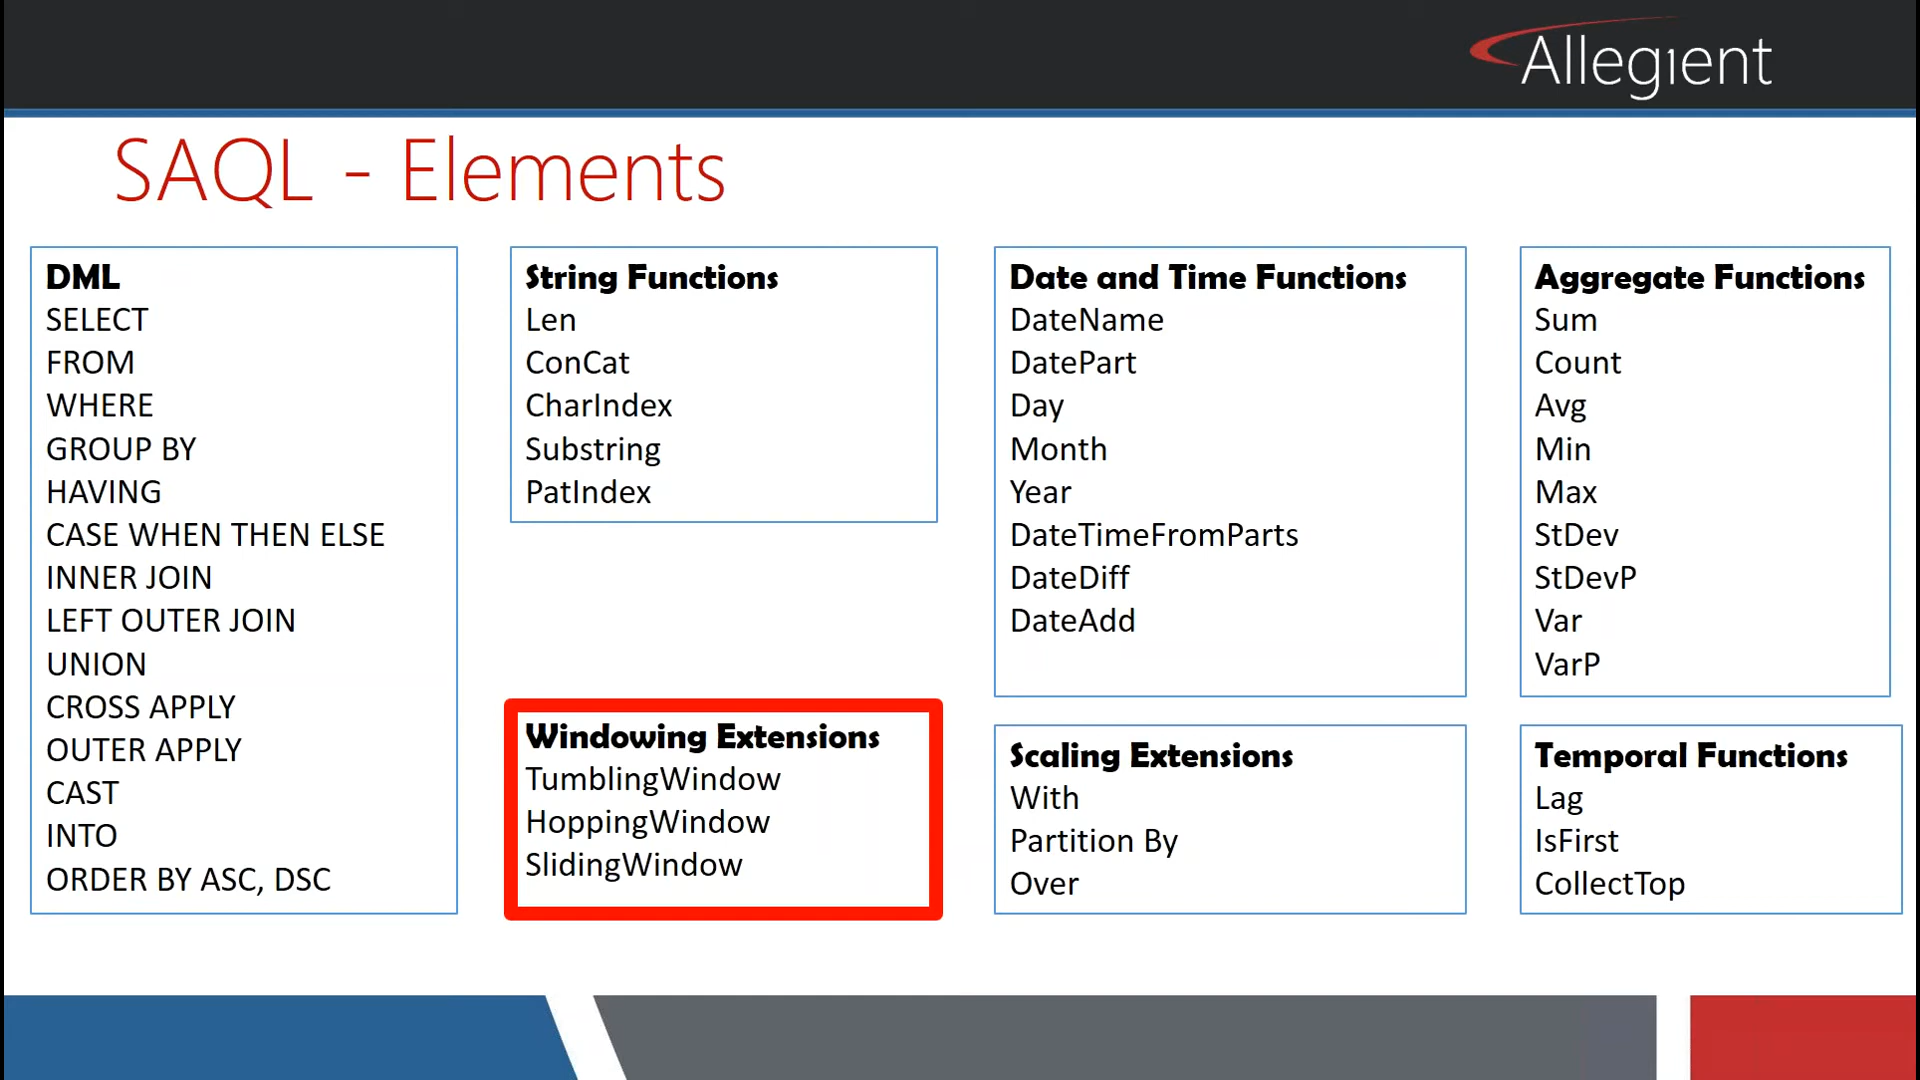 Allegient
SAQL - Elements
DML
SELECT
FROM
WHERE
GROUP BY
HAVING
CASE WHEN THEN ELSE
INNER JOIN
LEFT OUTER JOIN
UNION
CROSS APPLY
OUTER APPLY
CAST
INTO
ORDER BY ASC, DSC
String Functions
Len
ConCat
CharIndex
Substring
PatIndex
Windowing Extensions
TumblingWindow
HoppingWindow
SlidingWindow
Date and Time Functions
DateName
DatePart
Day
Month
Year
DateTimeFromParts
DateDiff
DateAdd
Scaling Extensions
With
Partition By
Over
Aggregate Functions
Sum
Count
Avg
Min
Max
StDev
StDevP
Var
VarP
Temporal Functions
Lag
IsFirst
CollectTop